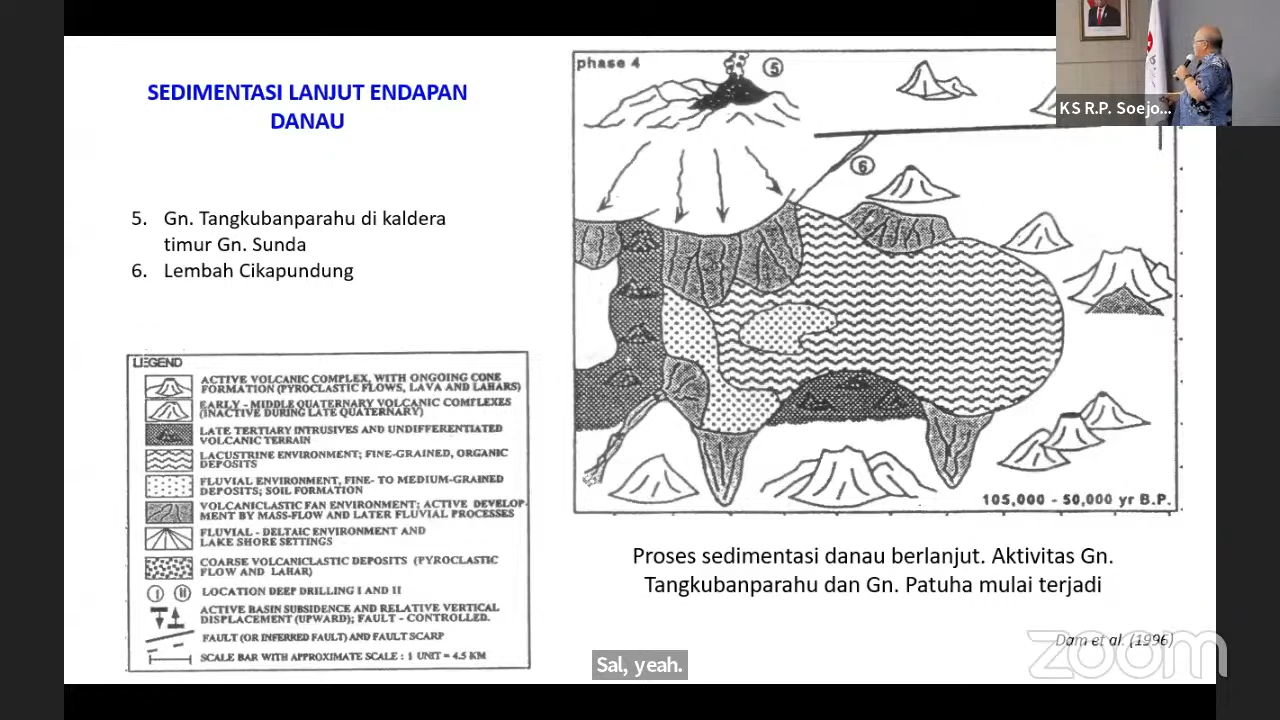 SEDIMENTASI LANJUT ENDAPAN
DANAU
5. Gn. Tangkubanparahu di kaldera
timur Gn. Sunda
6. Lembah Cikapundung
LEGEND
ACTIVE VOLCANIC COMPLEX, WITH ONGOING CONE
FORMATION (PYROCLASTIC FLOWS, LAVA AND LAHARS)
EARLY - MIDDLE QUATERNARY VOLCANIC COMPLEXES
(INACTIVE DURING LATE QUATERNARY)
LATE TERTIARY INTRUSIVES AND UNDIFFERENTIATED
VOLCANIC TERRAIN
LACUSTRINE ENVIRONMENT; FINE-GRAINED, ORGANIC
DEPOSITS
FLUVIAL ENVIRONMENT, FINE- TO MEDIUM-GRAINED
DEPOSITS; SOIL FORMATION
VOLCANICLASTIC FAN ENVIRONMENT; ACTIVE DEVELOP-
MENT BY MASS-FLOW AND LATER FLUVIAL PROCESSES
FLUVIAL - DELTAIC ENVIRONMENT AND
LAKE SHORE SETTINGS
COARSE VOLCANICLASTIC DEPOSITS (PYROCLASTIC
FLOW AND LAHAR)
I II LOCATION DEEP DRILLING I AND II
ACTIVE BASIN SUBSIDENCE AND RELATIVE VERTICAL
DISPLACEMENT (UPWARD); FAULT - CONTROLLED.
FAULT (OR INFERRED FAULT) AND FAULT SCARP
SCALE BAR WITH APPROXIMATE SCALE : 1 UNIT = 4.5 KM
phase 4
5
6
105,000 - 50,000 yr B.P.
Proses sedimentasi danau berlanjut. Aktivitas Gn.
Tangkubanparahu dan Gn. Patuha mulai terjadi
Dam et al. (1996)
KS R.P. Soejo...
Sal, yeah.
zoom